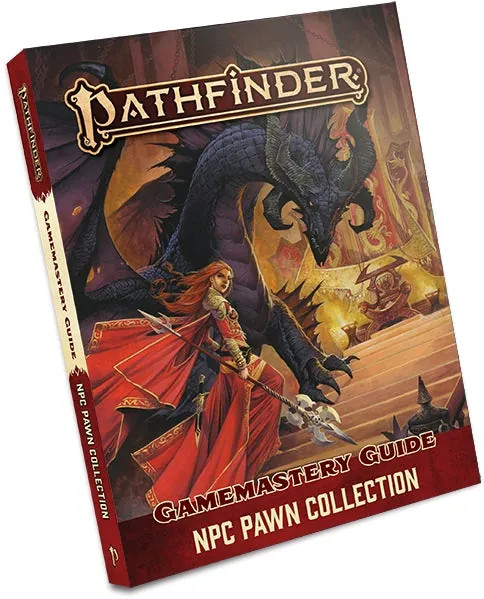 PATHFINDER
GAMEMASTERY GUIDE
NPC PAWN COLLECTION
PATHFINDER
GAMEMASTERY GUIDE
NPC PAWN COLLECTION
P